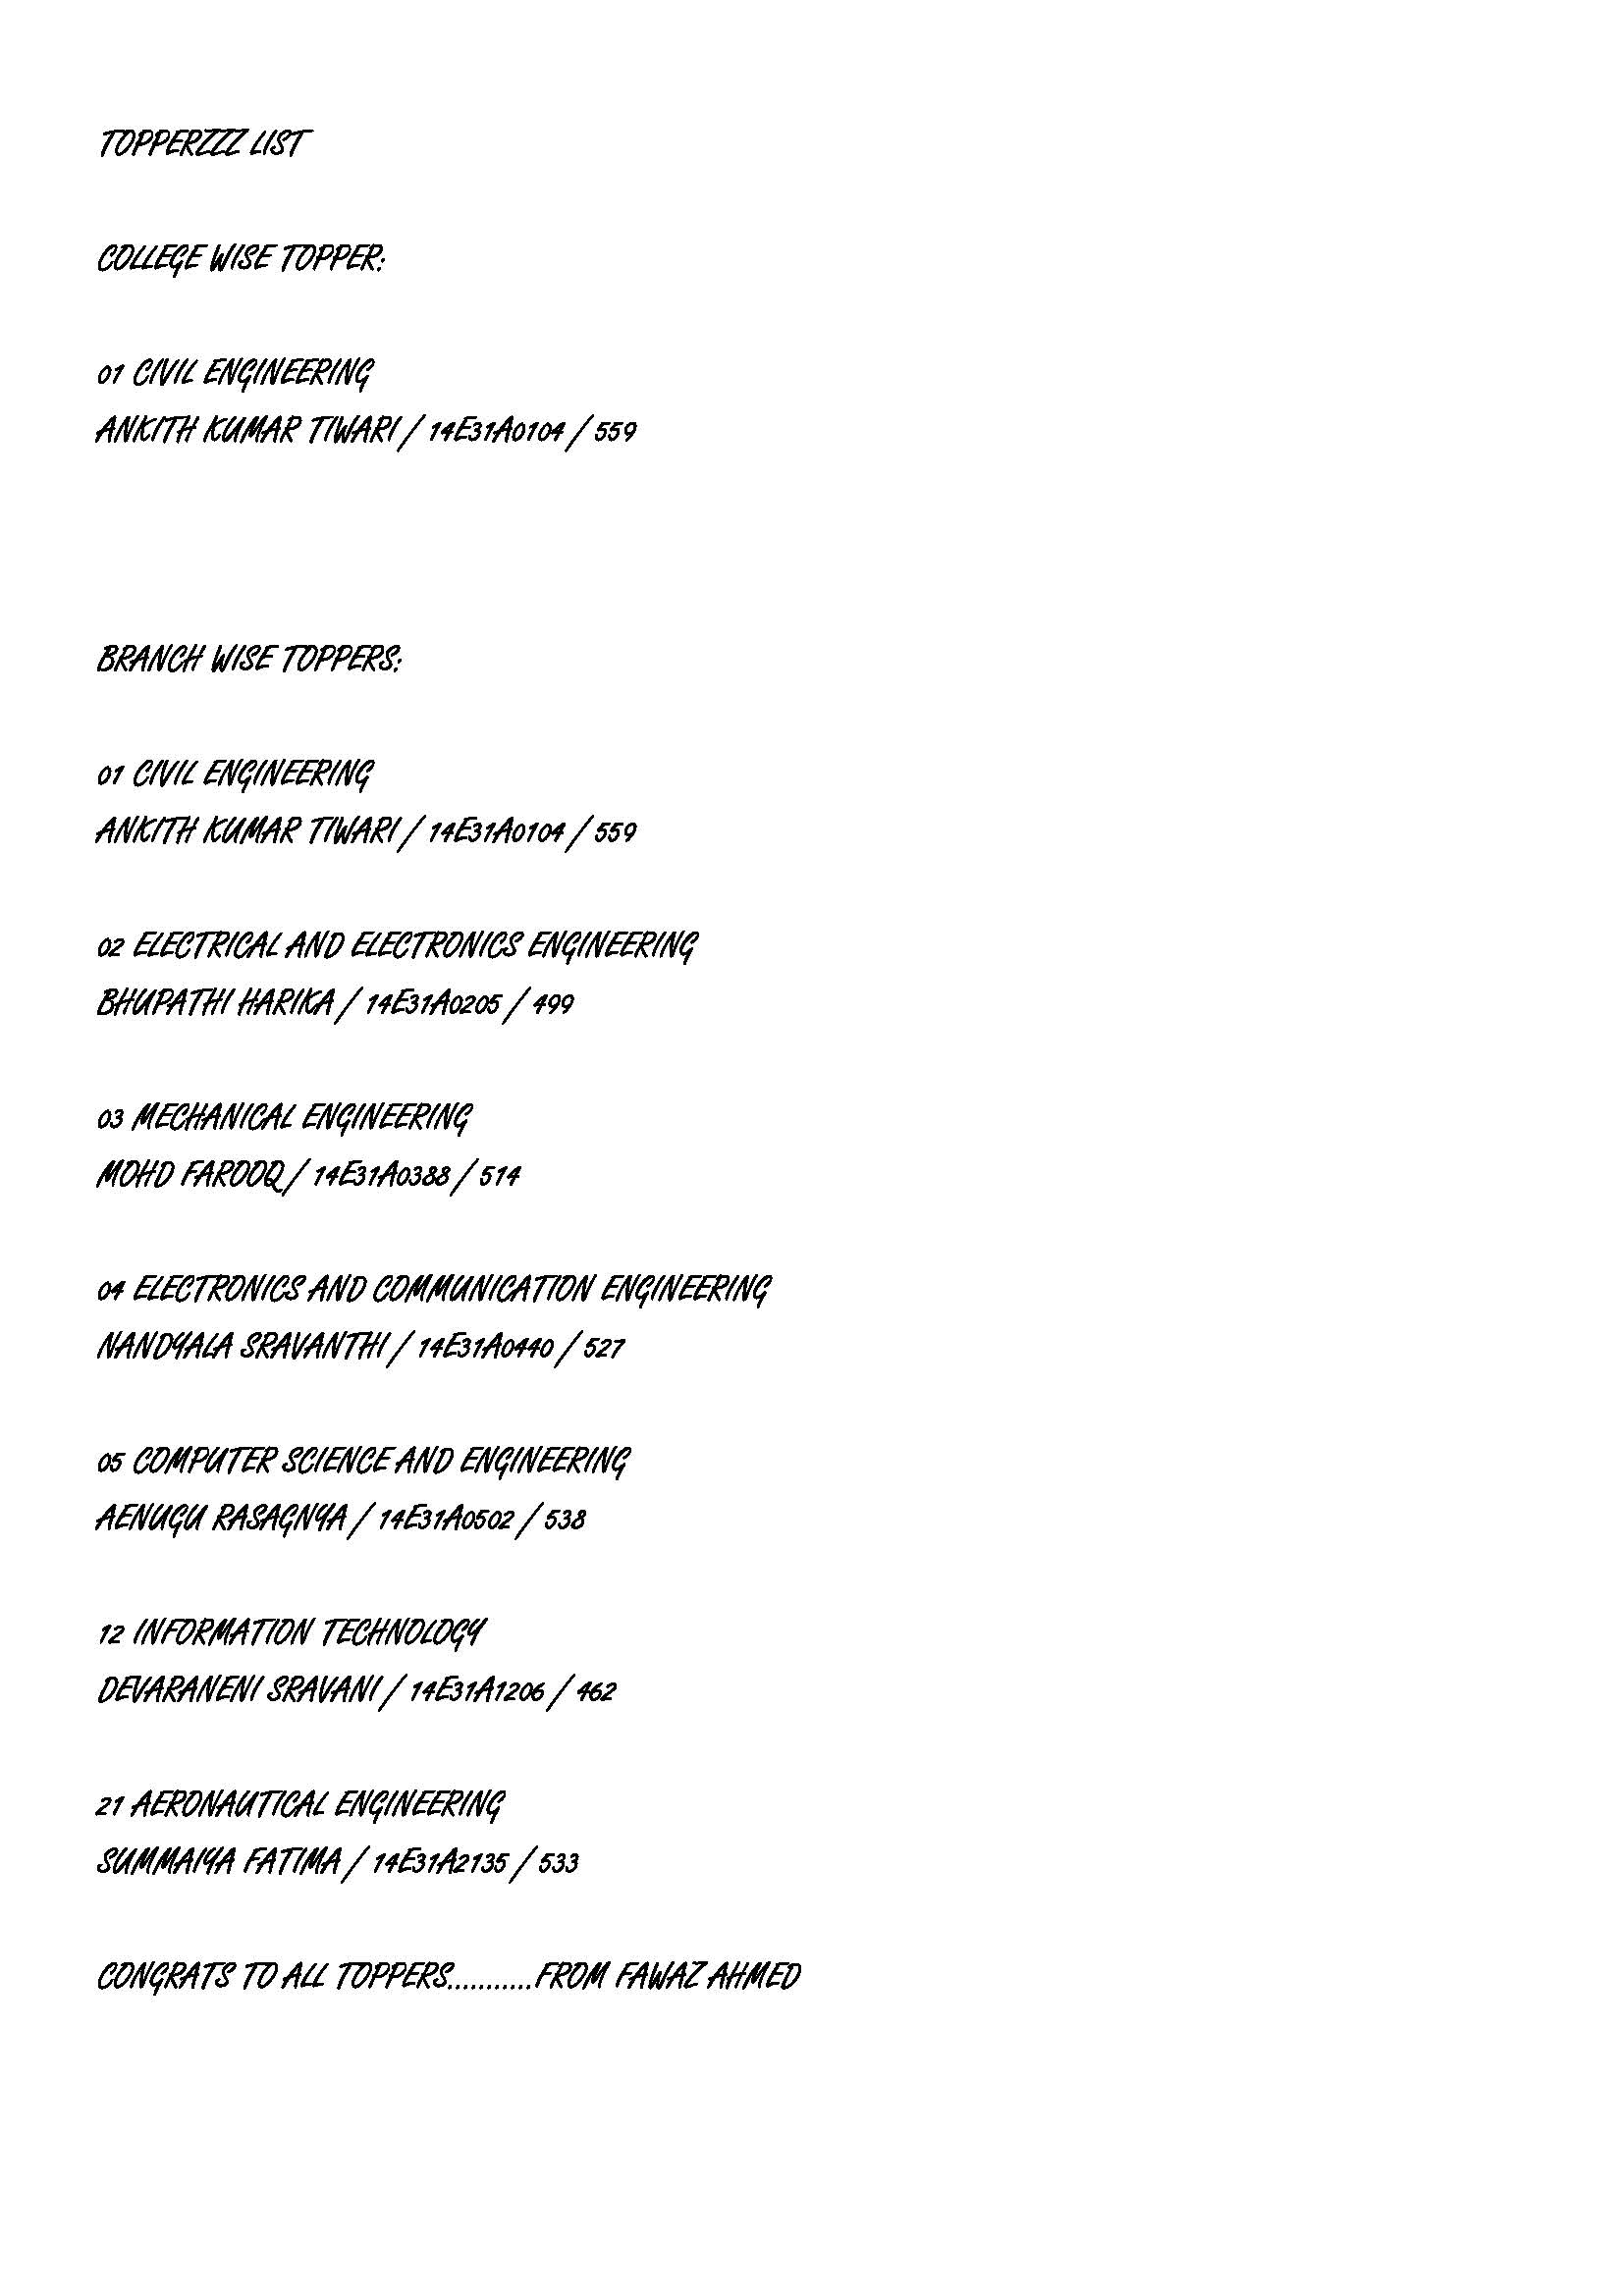 TOPPERZZZ LIST
COLLEGE WISE TOPPER:
01 CIVIL ENGINEERING
ANKITH KUMAR TIWARI / 14E31A0104 / 559
BRANCH WISE TOPPERS:
01 CIVIL ENGINEERING
ANKITH KUMAR TIWARI / 14E31A0104 / 559
02 ELECTRICAL AND ELECTRONICS ENGINEERING
BHUPATHI HARIKA / 14E31A0205 / 499
03 MECHANICAL ENGINEERING
MOHD FAROOQ / 14E31A0388 / 514
04 ELECTRONICS AND COMMUNICATION ENGINEERING
NANDYALA SRAVANTHI / 14E31A0440 / 527
05 COMPUTER SCIENCE AND ENGINEERING
AENUGU RASAGNYA / 14E31A0502 / 538
12 INFORMATION TECHNOLOGY
DEVARANENI SRAVANI / 14E31A1206 / 462
21 AERONAUTICAL ENGINEERING
SUMMAIYA FATIMA / 14E31A2135 / 533
CONGRATS TO ALL TOPPERS...........FROM FAWAZ AHMED